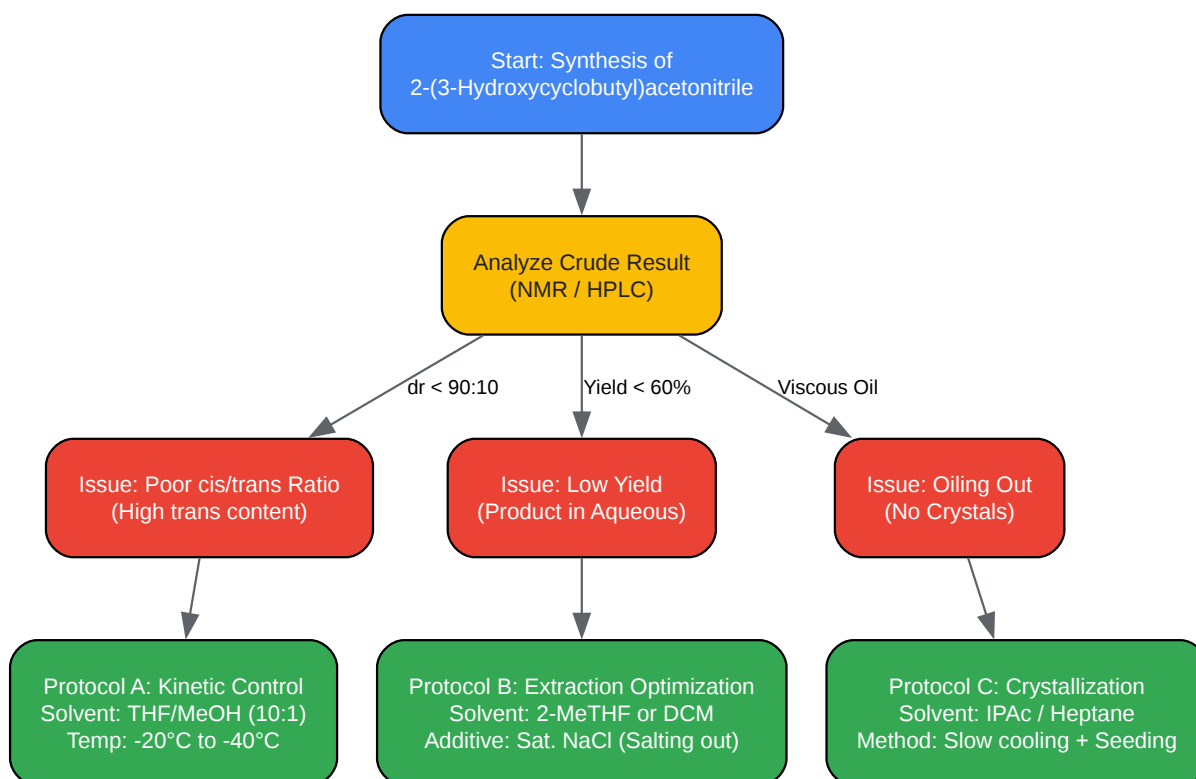 Start: Synthesis of
2-(3-Hydroxycyclobutyl)acetonitrile
Analyze Crude Result
(NMR / HPLC)
dr < 90:10
Yield < 60%
Viscous Oil
Issue: Poor cis/trans Ratio
(High trans content)
Issue: Low Yield
(Product in Aqueous)
Issue: Oiling Out
(No Crystals)
Protocol A: Kinetic Control
Solvent: THF/MeOH (10:1)
Temp: -20°C to -40°C
Protocol B: Extraction Optimization
Solvent: 2-MeTHF or DCM
Additive: Sat. NaCl (Salting out)
Protocol C: Crystallization
Solvent: IPAc / Heptane
Method: Slow cooling + Seeding